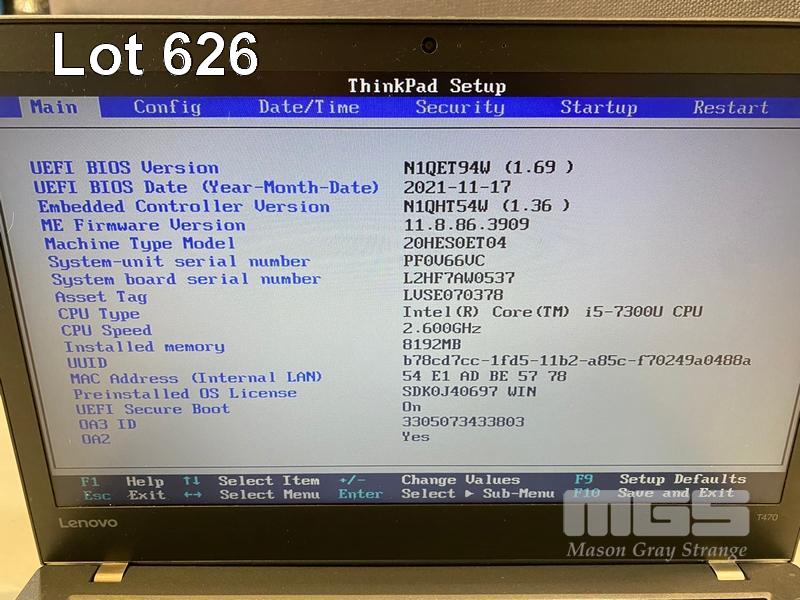 Lot 626
ThinkPad Setup
Main Config Date/Time Security Startup Restart
UEFI BIOS Version N1QET94W (1.69 )
UEFI BIOS Date (Year-Month-Date) 2021-11-17
Embedded Controller Version N1QHT54W (1.36 )
ME Firmware Version 11.8.86.3909
Machine Type Model 20HES0ET04
System-unit serial number PF0V66VC
System board serial number L2HF7AW0537
Asset Tag LVSE070378
CPU Type Intel(R) Core(TM) i5-7300U CPU
CPU Speed 2.600GHz
Installed memory 8192MB
UUID b78cd7cc-1fd5-11b2-a85c-f70249a0488a
MAC Address (Internal LAN) 54 E1 AD BE 57 78
Preinstalled OS License SDK0J40697 WIN
UEFI Secure Boot On
OA3 ID 3305073433803
OA2 Yes
F1 Help ↑↓ Select Item +/- Change Values F9 Setup Defaults
Esc Exit ↔ Select Menu Enter Select ▶ Sub-Menu F10 Save and Exit
Lenovo
T470
MGS
Mason Gray Strange